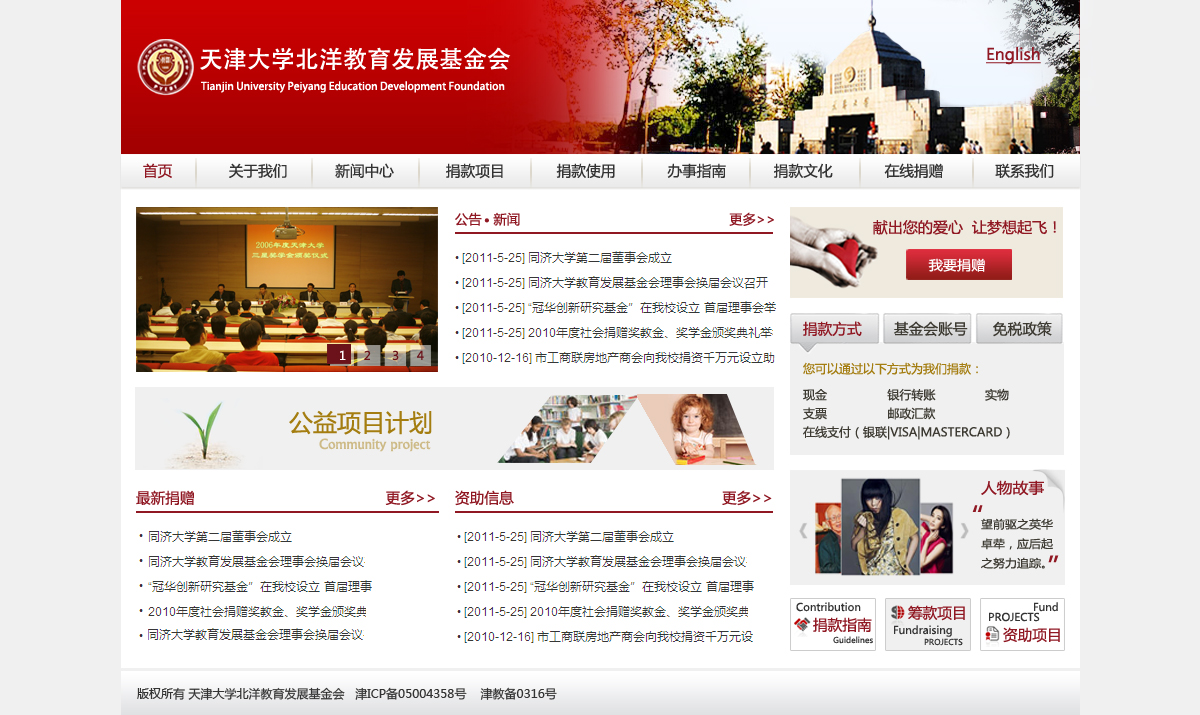 天津大学北洋教育发展基金会
Tianjin University Peiyang Education Development Foundation
English
首页 关于我们 新闻中心 捐款项目 捐款使用 办事指南 捐款文化 在线捐赠 联系我们
2006年度天津大学
三星奖学金颁奖仪式
1 2 3 4
公告 • 新闻 更多>>
• [2011-5-25] 同济大学第二届董事会成立
• [2011-5-25] 同济大学教育发展基金会理事会换届会议召开
• [2011-5-25] “冠华创新研究基金”在我校设立 首届理事会举
• [2011-5-25] 2010年度社会捐赠奖教金、奖学金颁奖典礼举
• [2010-12-16] 市工商联房地产商会向我校捐资千万元设立助
献出您的爱心 让梦想起飞！
我要捐赠
捐款方式 基金会账号 免税政策
您可以通过以下方式为我们捐款：
现金 银行转账 实物
支票 邮政汇款
在线支付（银联|VISA|MASTERCARD）
公益项目计划
Community project
最新捐赠 更多>>
• 同济大学第二届董事会成立
• 同济大学教育发展基金会理事会换届会议
• “冠华创新研究基金”在我校设立 首届理事
• 2010年度社会捐赠奖教金、奖学金颁奖典
• 同济大学教育发展基金会理事会换届会议
资助信息 更多>>
• [2011-5-25] 同济大学第二届董事会成立
• [2011-5-25] 同济大学教育发展基金会理事会换届会议
• [2011-5-25] “冠华创新研究基金”在我校设立 首届理事
• [2011-5-25] 2010年度社会捐赠奖教金、奖学金颁奖典
• [2010-12-16] 市工商联房地产商会向我校捐资千万元设
人物故事
“望前驱之英华
卓荦，应后起
之努力追踪。”
Contribution
捐款指南
Guidelines
筹款项目
Fundraising
PROJECTS
Fund
PROJECTS
资助项目
版权所有 天津大学北洋教育发展基金会 津ICP备05004358号 津教备0316号